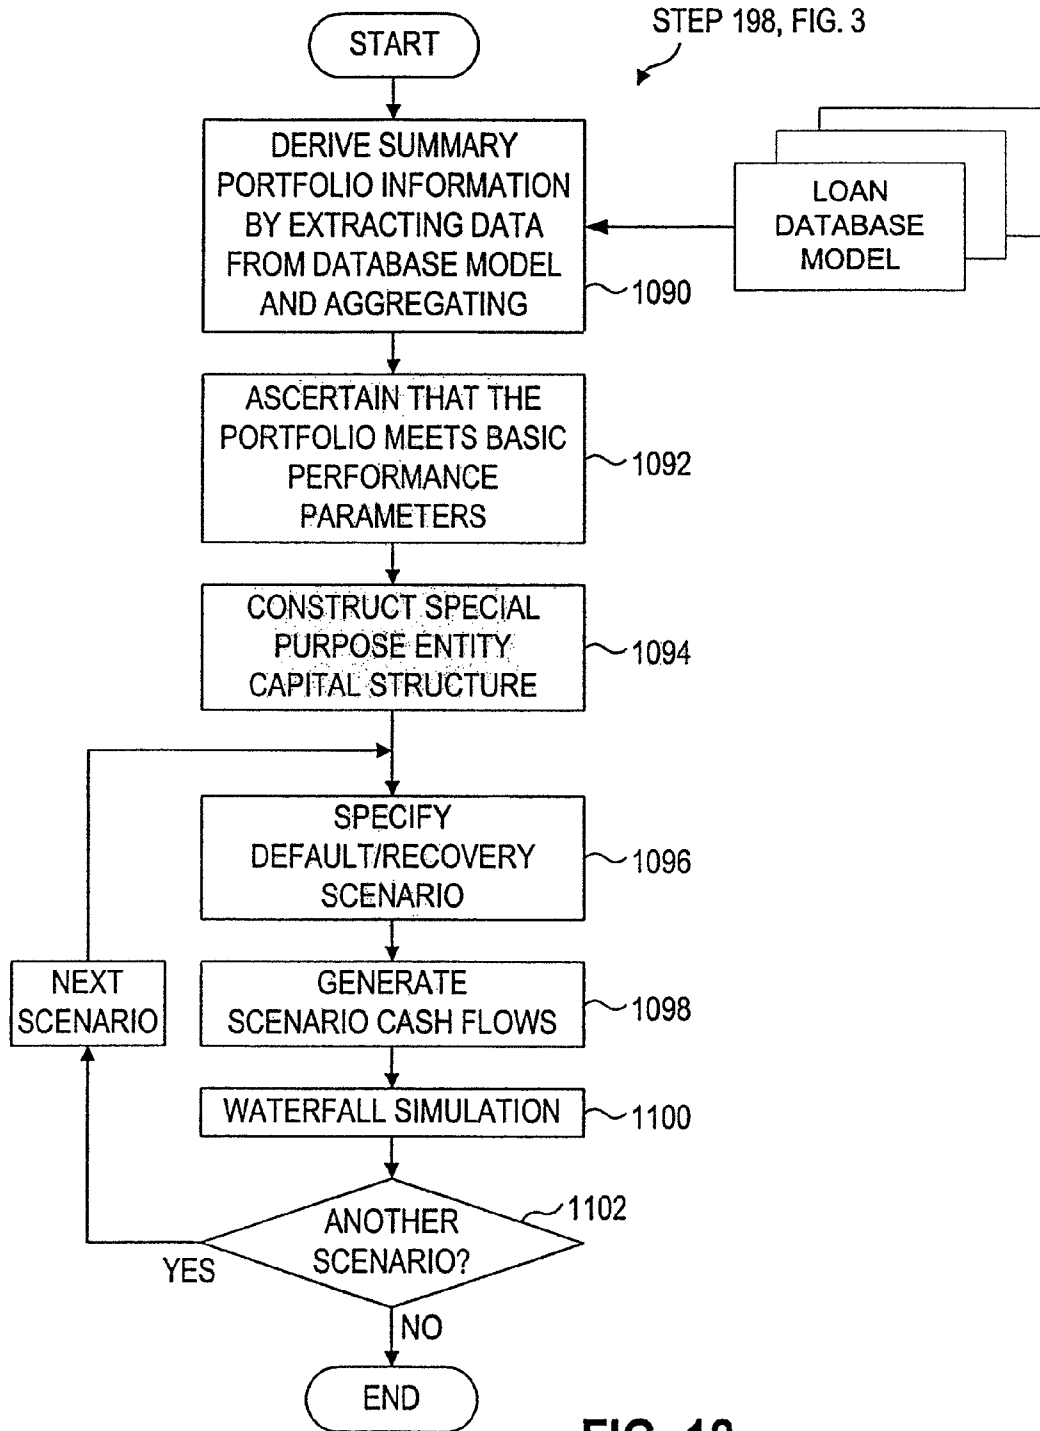 STEP 198, FIG. 3
START
DERIVE SUMMARY
PORTFOLIO INFORMATION
BY EXTRACTING DATA
FROM DATABASE MODEL
AND AGGREGATING
1090
LOAN
DATABASE
MODEL
ASCERTAIN THAT THE
PORTFOLIO MEETS BASIC
PERFORMANCE
PARAMETERS
1092
CONSTRUCT SPECIAL
PURPOSE ENTITY
CAPITAL STRUCTURE
1094
SPECIFY
DEFAULT/RECOVERY
SCENARIO
1096
NEXT
SCENARIO
GENERATE
SCENARIO CASH FLOWS
1098
WATERFALL SIMULATION
1100
ANOTHER
SCENARIO?
1102
YES
NO
END